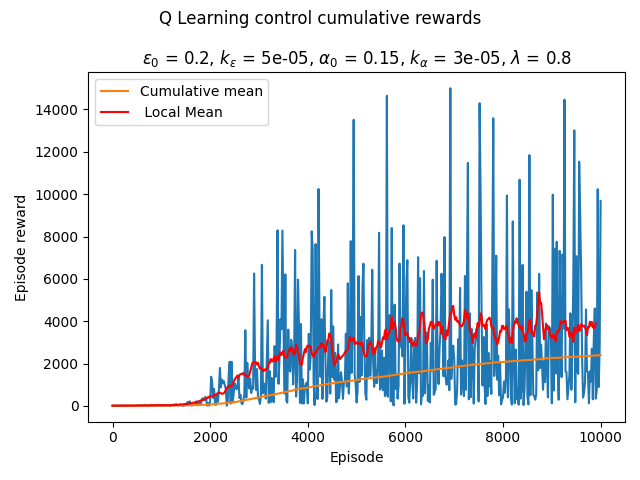 Q Learning control cumulative rewards
ε₀ = 0.2, kε = 5e-05, α₀ = 0.15, kα = 3e-05, λ = 0.8
Cumulative mean
Local Mean
14000
12000
10000
8000
6000
4000
2000
0
Episode reward
0 2000 4000 6000 8000 10000
Episode